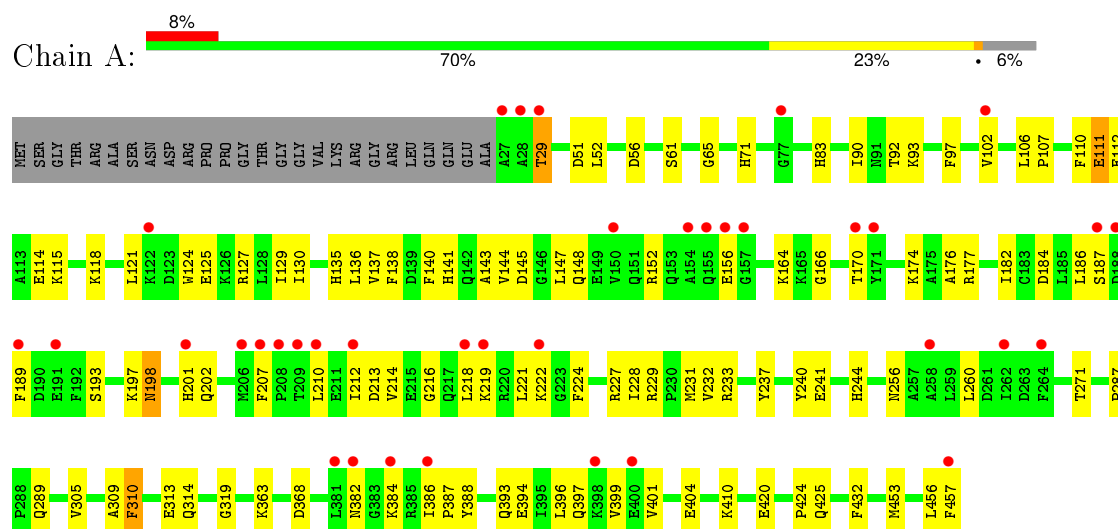 8%
Chain A:
70% 23% • 6%
MET SER GLY THR ARG ALA SER ASN ASP ARG PRO PRO GLY THR GLY GLY VAL LYS ARG GLY ARG LEU GLN GLN GLU ALA A27 A28 T29 D51 L52 D56 S61 G65 H71 G77 H83 I90 N91 T92 K93 F97 V102 L106 P107 F110 E111
A113 E114 K115 K118 L121 K122 D123 W124 E125 K126 R127 L128 I129 I130 H135 L136 V137 F138 D139 F140 H141 Q142 A143 V144 D145 G146 L147 Q148 E149 V150 R152 Q153 A154 Q155 E156 G157 K164 K165 G166 T170 Y171 K174 A175 A176 R177 I182 C183 D184 L185 L186 S187
F189 D190 E191 F192 S193 K197 N198 H201 Q202 M206 F207 P208 T209 L210 E211 I212 D213 V214 E215 G216 Q217 L218 K219 R220 L221 K222 G223 F224 R227 I228 R229 P230 M231 V232 R233 Y237 Y240 E241 H244 N256 A257 A258 L259 L260 D261 I262 D263 F264 T271
P288 Q289 V305 A309 F310 E313 Q314 G319 K363 D368 L381 N382 G383 K384 R385 I386 P387 Y388 Q393 E394 I395 L396 Q397 K398 V399 E400 V401 E404 K410 E420 P424 Q425 F432 M453 L456 F457